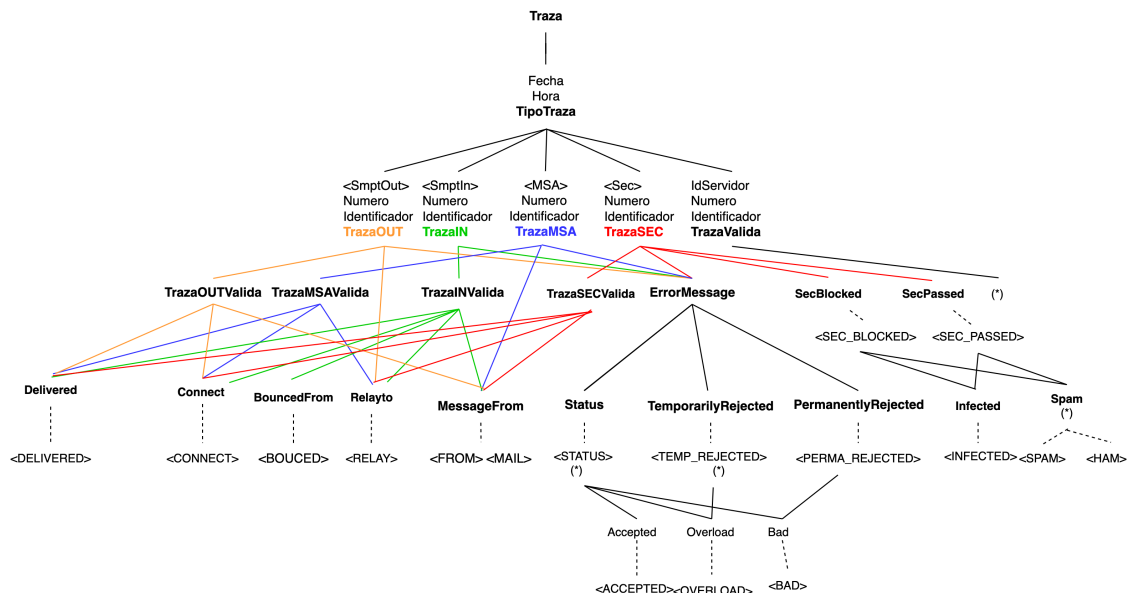 Traza
Fecha
Hora
TipoTraza
<SmptOut> <SmptIn> <MSA> <Sec> IdServidor
Numero Numero Numero Numero Numero
Identificador Identificador Identificador Identificador Identificador
TrazaOUT TrazaIN TrazaMSA TrazaSEC TrazaValida
TrazaOUTValida TrazaMSAValida TrazaINValida TrazaSECValida ErrorMessage SecBlocked SecPassed (*)
<SEC_BLOCKED> <SEC_PASSED>
Delivered Connect BouncedFrom Relayto MessageFrom Status TemporarilyRejected PermanentlyRejected Infected Spam
(*)
<DELIVERED> <CONNECT> <BOUCED> <RELAY> <FROM> <MAIL> <STATUS> <TEMP_REJECTED> <PERMA_REJECTED> <INFECTED> <SPAM> <HAM>
(*) (*)
Accepted Overload Bad
<ACCEPTED> <OVERLOAD> <BAD>